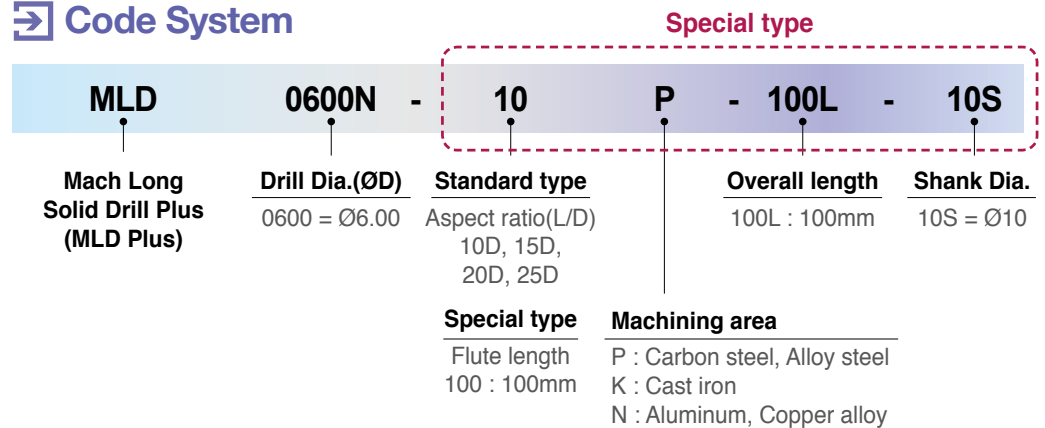 Code System
Special type
MLD 0600N - 10 P - 100L - 10S
Mach Long
Solid Drill Plus
(MLD Plus)
Drill Dia.(ØD)
0600 = Ø6.00
Standard type
Aspect ratio(L/D)
10D, 15D,
20D, 25D
Special type
Flute length
100 : 100mm
Machining area
P : Carbon steel, Alloy steel
K : Cast iron
N : Aluminum, Copper alloy
Overall length
100L : 100mm
Shank Dia.
10S = Ø10